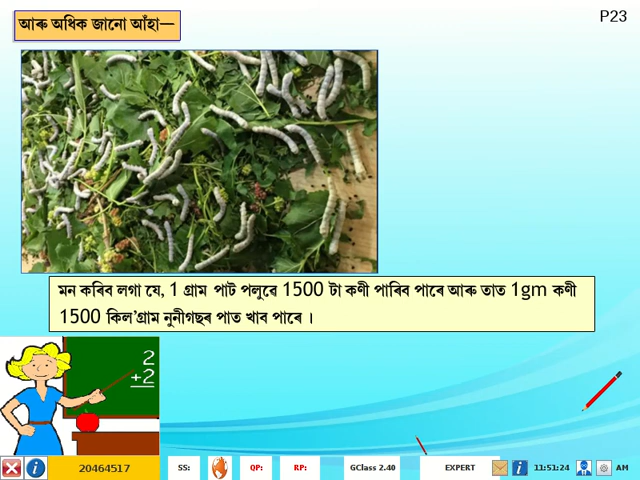 P23
আৰু অধিক জানো আঁহা—
মন কৰিব লগা যে, 1 গ্ৰাম পাট পলুৱে 1500 টা কণী পাৰিব পাৰে আৰু তাত 1gm কণী
1500 কিল'গ্ৰাম নুনীগছৰ পাত খাব পাৰে ।
2
+2
20464517 SS: QP: RP: GClass 2.40 EXPERT 11:51:24 AM